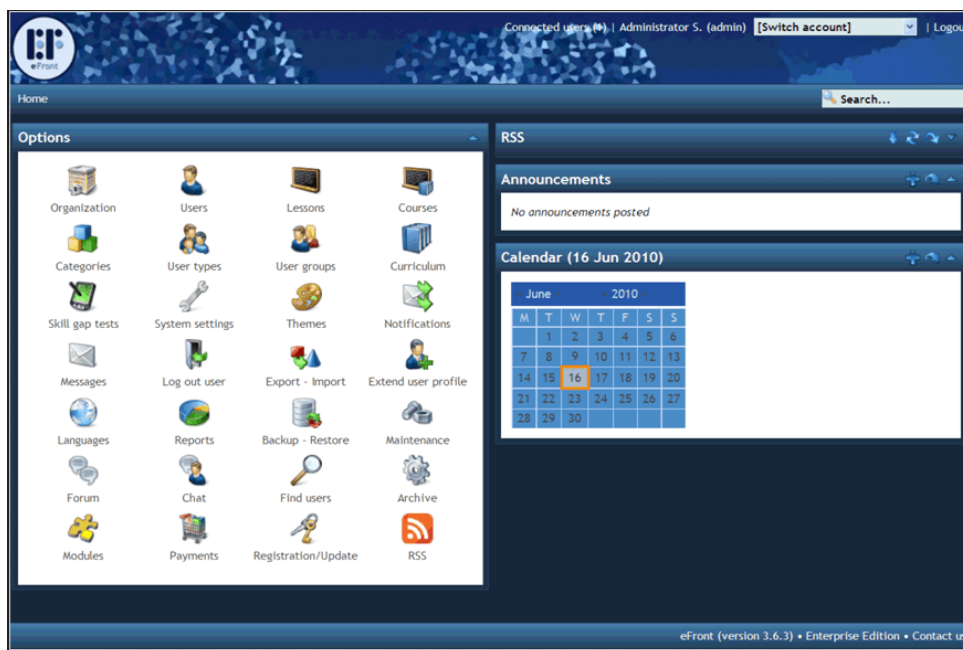 Connected users (1) | Administrator S. (admin) [Switch account] | Logou
EF
eFront
Home
Search...
Options
Organization Users Lessons Courses
Categories User types User groups Curriculum
Skill gap tests System settings Themes Notifications
Messages Log out user Export - Import Extend user profile
Languages Reports Backup - Restore Maintenance
Forum Chat Find users Archive
Modules Payments Registration/Update RSS
RSS
Announcements
No announcements posted
Calendar (16 Jun 2010)
June 2010
M T W T F S S
1 2 3 4 5 6
7 8 9 10 11 12 13
14 15 16 17 18 19 20
21 22 23 24 25 26 27
28 29 30
eFront (version 3.6.3) • Enterprise Edition • Contact us